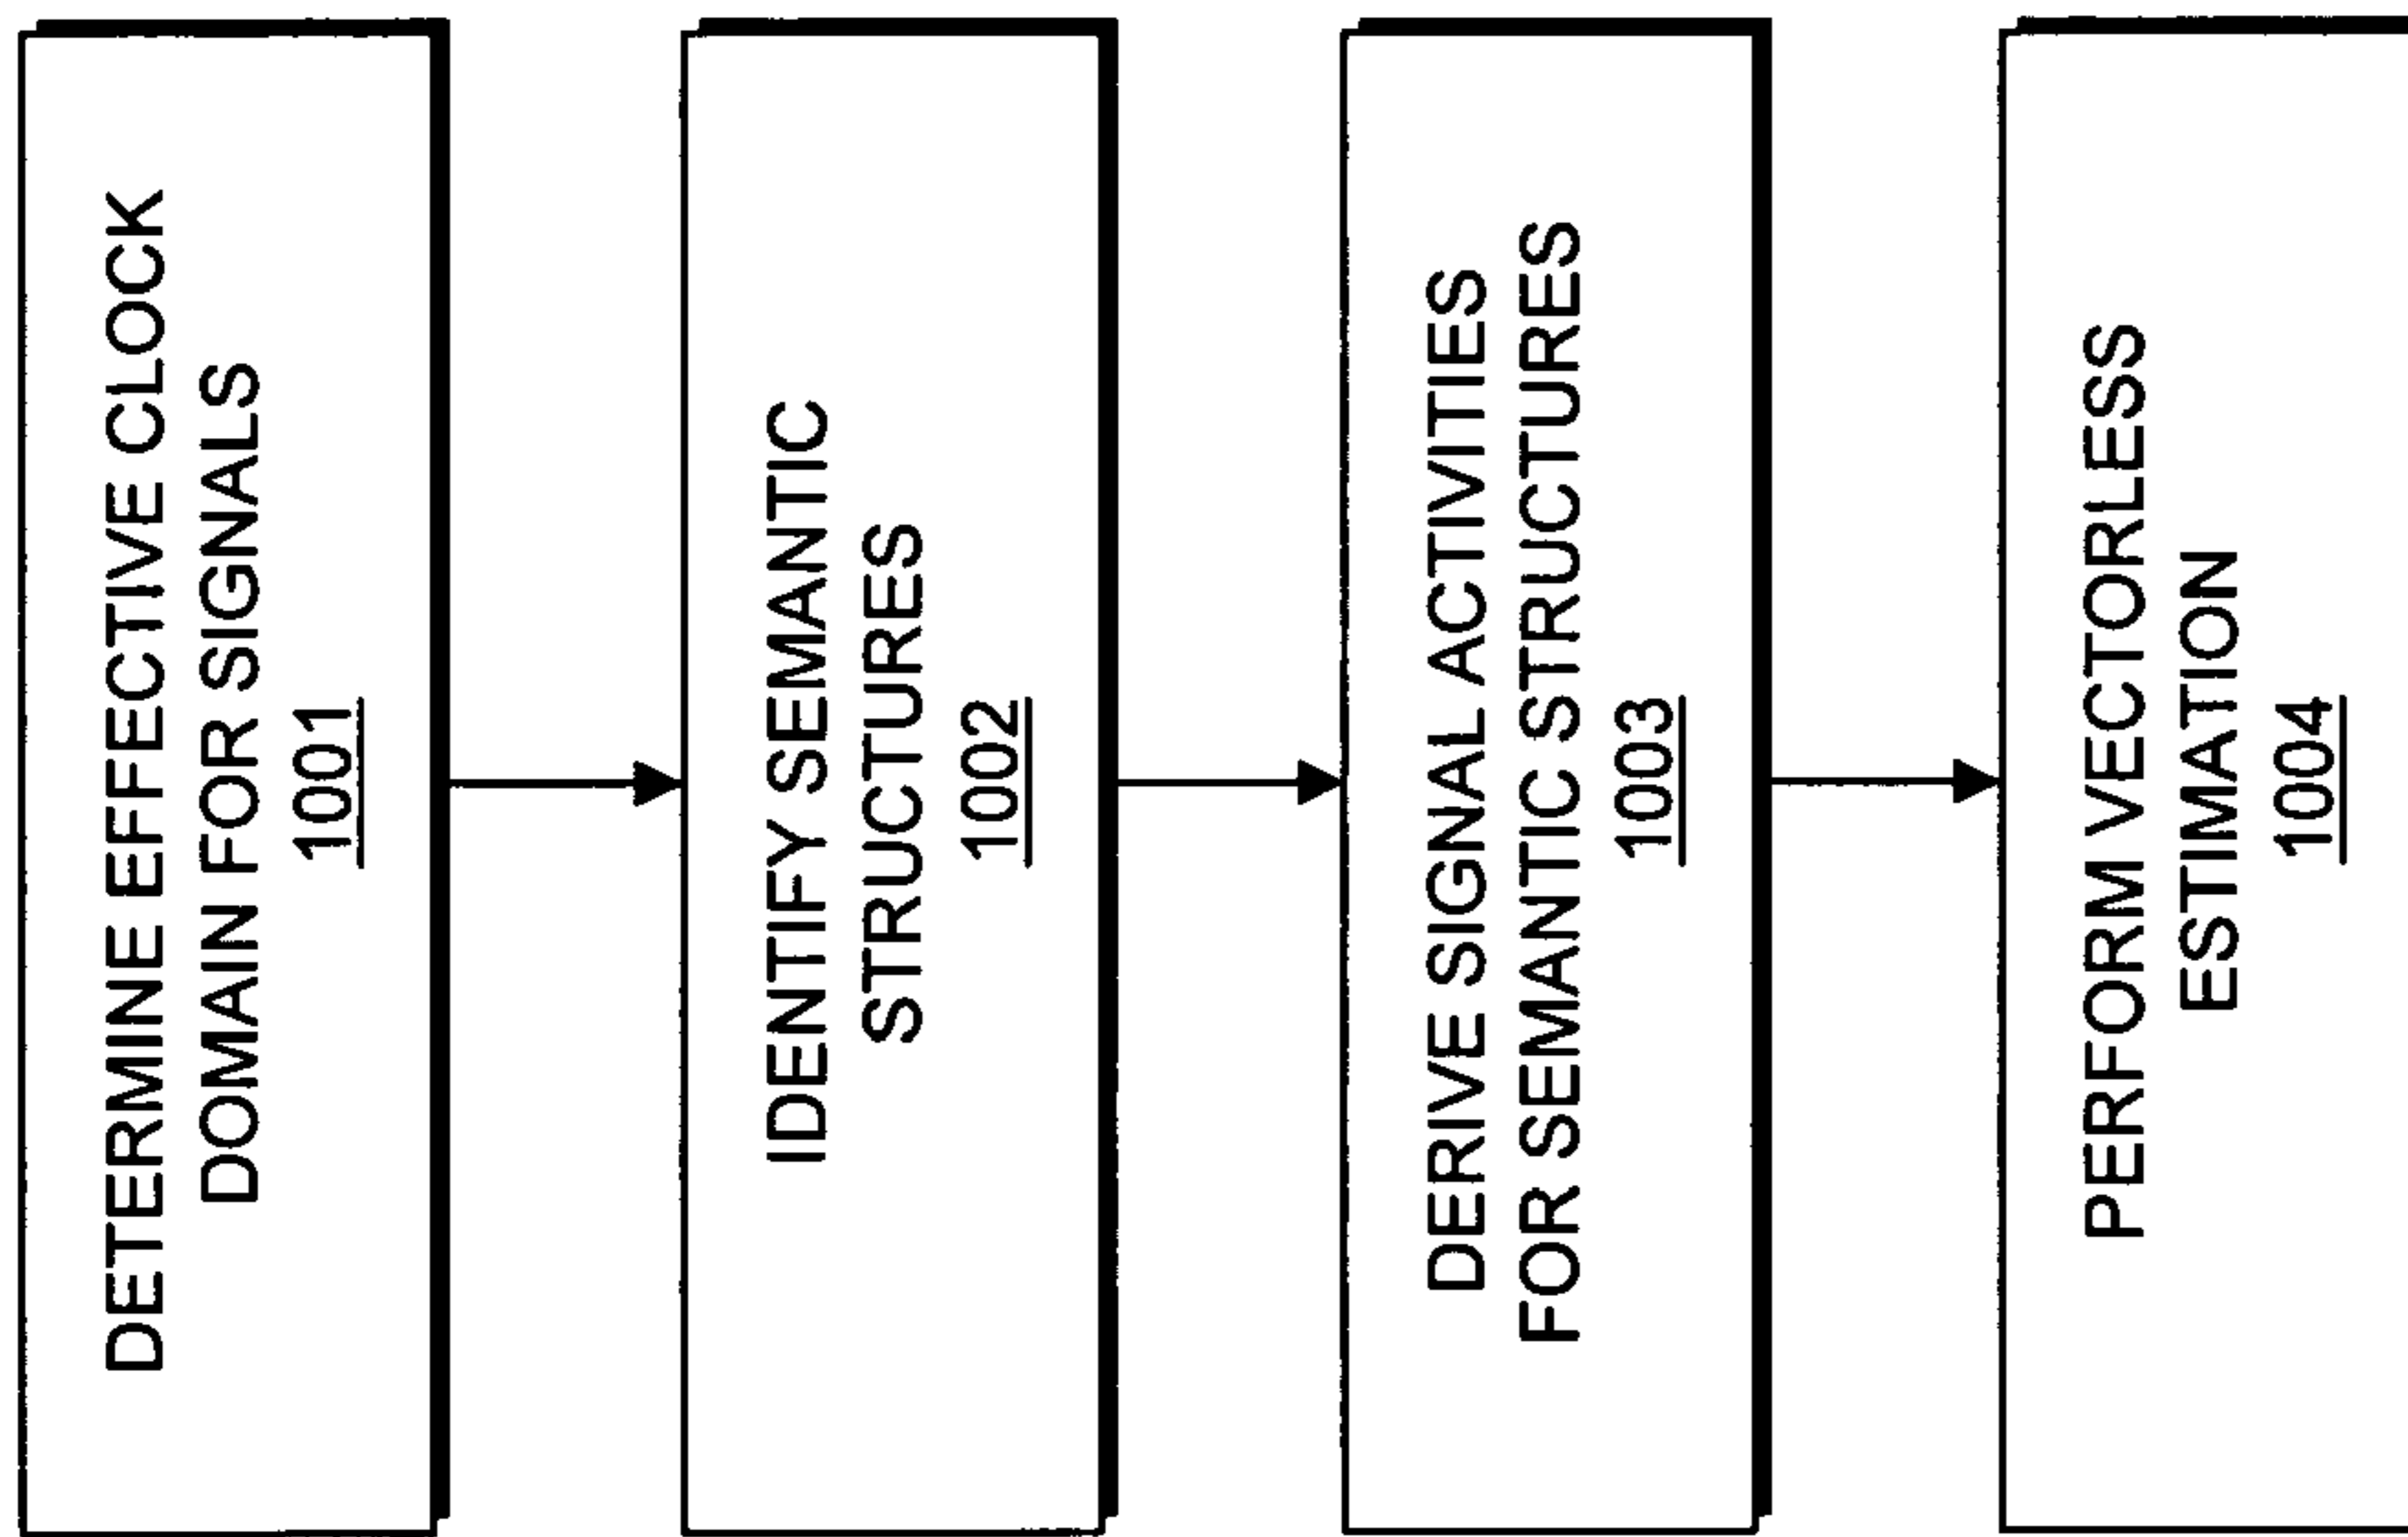 DETERMINE EFFECTIVE CLOCK
DOMAIN FOR SIGNALS
1001
IDENTIFY SEMANTIC
STRUCTURES
1002
DERIVE SIGNAL ACTIVITIES
FOR SEMANTIC STRUCTURES
1003
PERFORM VECTORLESS
ESTIMATION
1004